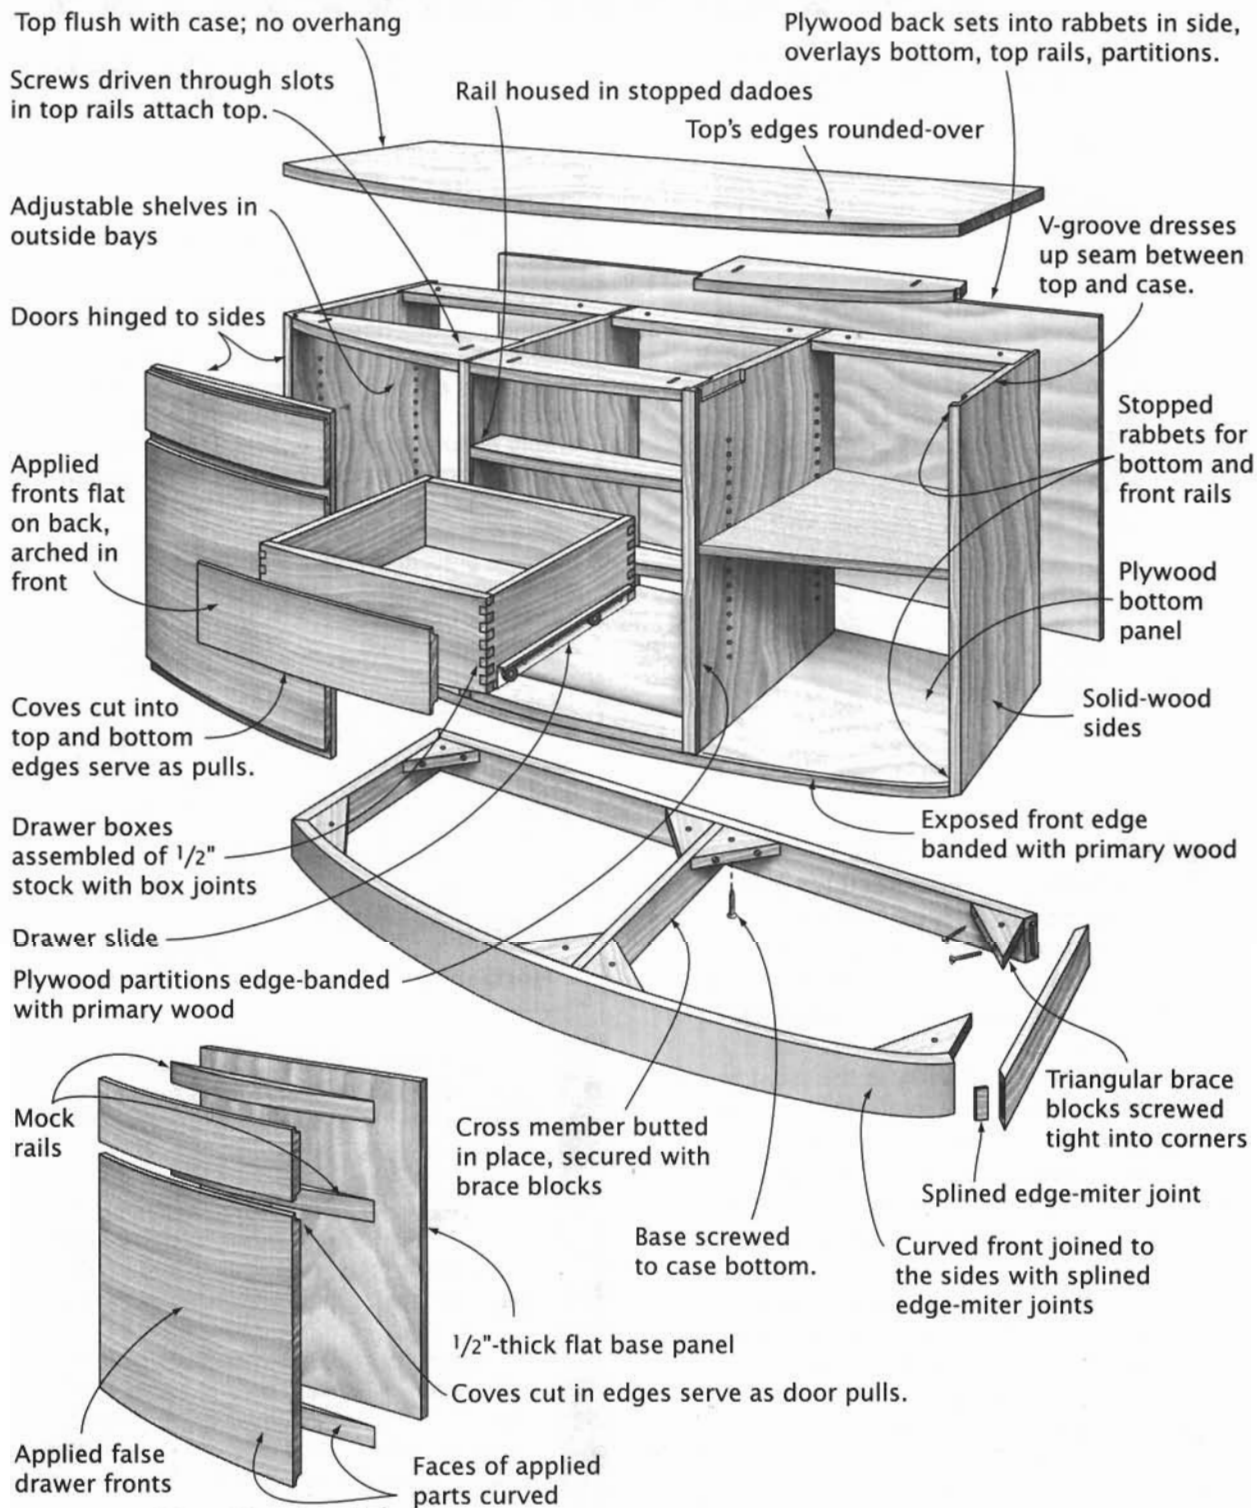 Top flush with case; no overhang
Plywood back sets into rabbets in side,
overlays bottom, top rails, partitions.
Screws driven through slots
in top rails attach top.
Rail housed in stopped dadoes
Top's edges rounded-over
Adjustable shelves in
outside bays
V-groove dresses
up seam between
top and case.
Doors hinged to sides
Stopped
rabbets for
bottom and
front rails
Applied
fronts flat
on back,
arched in
front
Plywood
bottom
panel
Solid-wood
sides
Coves cut into
top and bottom
edges serve as pulls.
Exposed front edge
banded with primary wood
Drawer boxes
assembled of 1/2"
stock with box joints
Drawer slide
Plywood partitions edge-banded
with primary wood
Mock
rails
Cross member butted
in place, secured with
brace blocks
Triangular brace
blocks screwed
tight into corners
Splined edge-miter joint
Base screwed
to case bottom.
Curved front joined to
the sides with splined
edge-miter joints
1/2"-thick flat base panel
Coves cut in edges serve as door pulls.
Applied false
drawer fronts
Faces of applied
parts curved